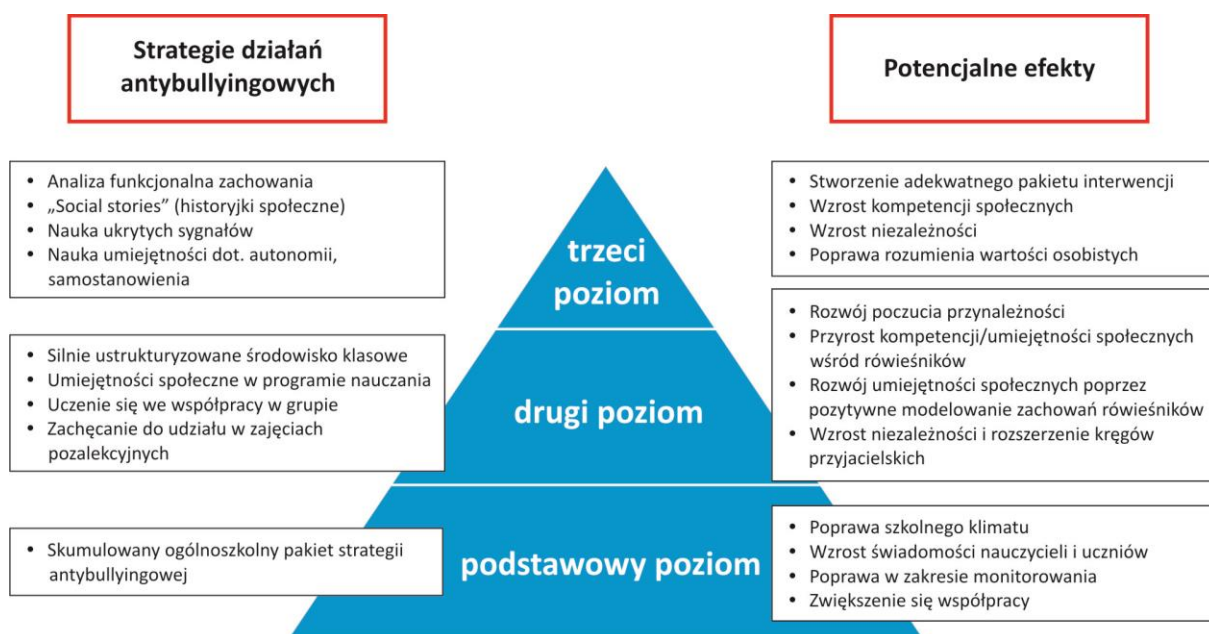 Strategie działań
antybullyingowych
Potencjalne efekty
• Analiza funkcjonalna zachowania
• „Social stories” (historyjki społeczne)
• Nauka ukrytych sygnałów
• Nauka umiejętności dot. autonomii,
samostanowienia
trzeci
poziom
• Stworzenie adekwatnego pakietu interwencji
• Wzrost kompetencji społecznych
• Wzrost niezależności
• Poprawa rozumienia wartości osobistych
• Silnie ustrukturyzowane środowisko klasowe
• Umiejętności społeczne w programie nauczania
• Uczenie się we współpracy w grupie
• Zachęcanie do udziału w zajęciach
pozalekcyjnych
drugi poziom
• Rozwój poczucia przynależności
• Przyrost kompetencji/umiejętności społecznych
wśród rówieśników
• Rozwój umiejętności społecznych poprzez
pozytywne modelowanie zachowań rówieśników
• Wzrost niezależności i rozszerzenie kręgów
przyjacielskich
• Skumulowany ogólnoszkolny pakiet strategii
antybullyingowej
podstawowy poziom
• Poprawa szkolnego klimatu
• Wzrost świadomości nauczycieli i uczniów
• Poprawa w zakresie monitorowania
• Zwiększenie się współpracy